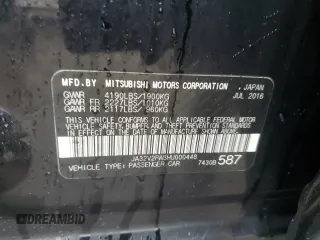 MFD.BY MITSUBISHI MOTORS CORPORATION , JAPAN
GVWR 4190LBS/1900KG JUL 2016
GAWR FR 2227LBS/1010KG
GAWR RR 2117LBS/ 960KG
THIS VEHICLE CONFORMS TO ALL APPLICABLE FEDERAL MOTOR
VEHICLE SAFETY, BUMPER, AND THEFT PREVENTION STANDARDS
IN EFFECT ON THE DATE OF MANUFACTURE SHOWN ABOVE.
JA32V2FW3HU000448
VEHICLE TYPE: PASSENGER CAR 7430B 587
DREAMBID